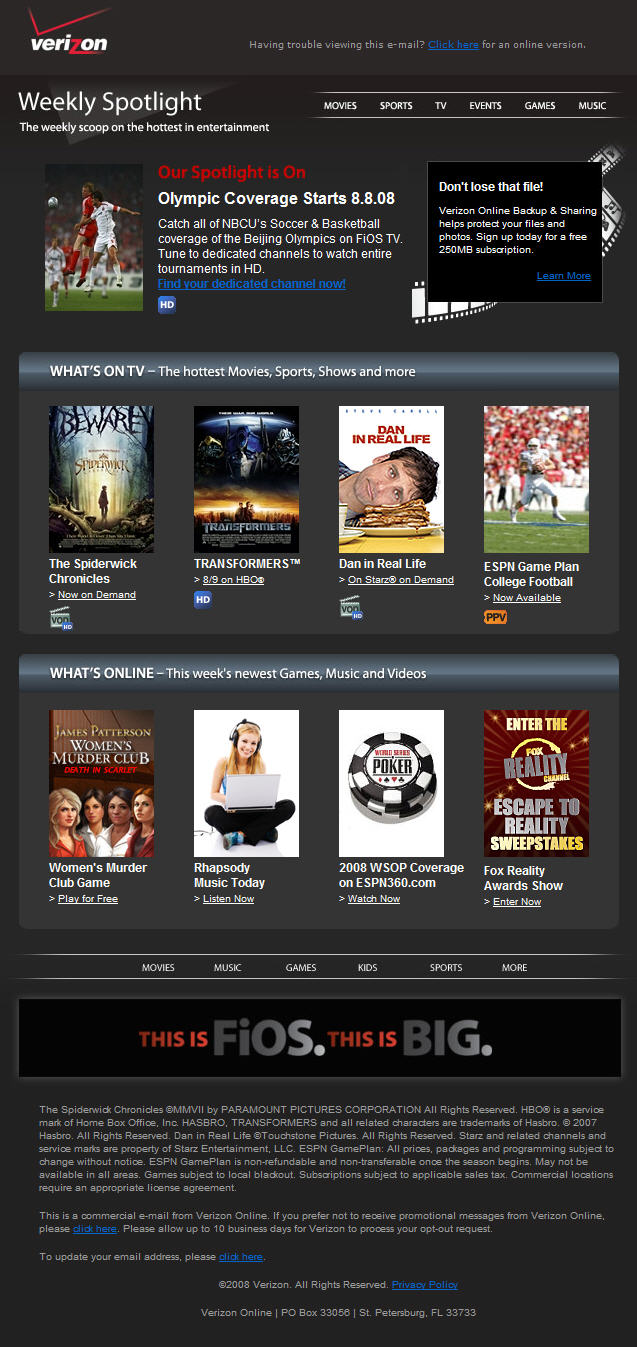 verizon
Having trouble viewing this e-mail? Click here for an online version.
Weekly Spotlight
The weekly scoop on the hottest in entertainment
MOVIES SPORTS TV EVENTS GAMES MUSIC
Our Spotlight is On
Olympic Coverage Starts 8.8.08
Catch all of NBCU's Soccer & Basketball
coverage of the Beijing Olympics on FiOS TV.
Tune to dedicated channels to watch entire
tournaments in HD.
Find your dedicated channel now!
HD
Don't lose that file!
Verizon Online Backup & Sharing
helps protect your files and
photos. Sign up today for a free
250MB subscription.
Learn More
WHAT'S ON TV – The hottest Movies, Sports, Shows and more
BEWARE
SPIDERWICK
TRANSFORMERS
STEVE CARELL
DAN
IN REAL LIFE
The Spiderwick
Chronicles
> Now on Demand
VOD HD
TRANSFORMERS™
> 8/9 on HBO®
HD
Dan in Real Life
> On Starz® on Demand
VOD HD
ESPN Game Plan
College Football
> Now Available
PPV
WHAT'S ONLINE – This week's newest Games, Music and Videos
JAMES PATTERSON
WOMEN'S
MURDER CLUB
DEATH IN SCARLET
WORLD SERIES
POKER
ENTER THE
FOX
REALITY
CHANNEL
ESCAPE TO
REALITY
SWEEPSTAKES
Women's Murder
Club Game
> Play for Free
Rhapsody
Music Today
> Listen Now
2008 WSOP Coverage
on ESPN360.com
> Watch Now
Fox Reality
Awards Show
> Enter Now
MOVIES MUSIC GAMES KIDS SPORTS MORE
THIS IS FiOS. THIS IS BIG.
The Spiderwick Chronicles ©MMVII by PARAMOUNT PICTURES CORPORATION All Rights Reserved. HBO® is a service
mark of Home Box Office, Inc. HASBRO, TRANSFORMERS and all related characters are trademarks of Hasbro. © 2007
Hasbro. All Rights Reserved. Dan in Real Life ©Touchstone Pictures. All Rights Reserved. Starz and related channels and
service marks are property of Starz Entertainment, LLC. ESPN GamePlan: All prices, packages and programming subject to
change without notice. ESPN GamePlan is non-refundable and non-transferable once the season begins. May not be
available in all areas. Games subject to local blackout. Subscriptions subject to applicable sales tax. Commercial locations
require an appropriate license agreement.
This is a commercial e-mail from Verizon Online. If you prefer not to receive promotional messages from Verizon Online,
please click here. Please allow up to 10 business days for Verizon to process your opt-out request.
To update your email address, please click here.
©2008 Verizon. All Rights Reserved. Privacy Policy
Verizon Online | PO Box 33056 | St. Petersburg, FL 33733